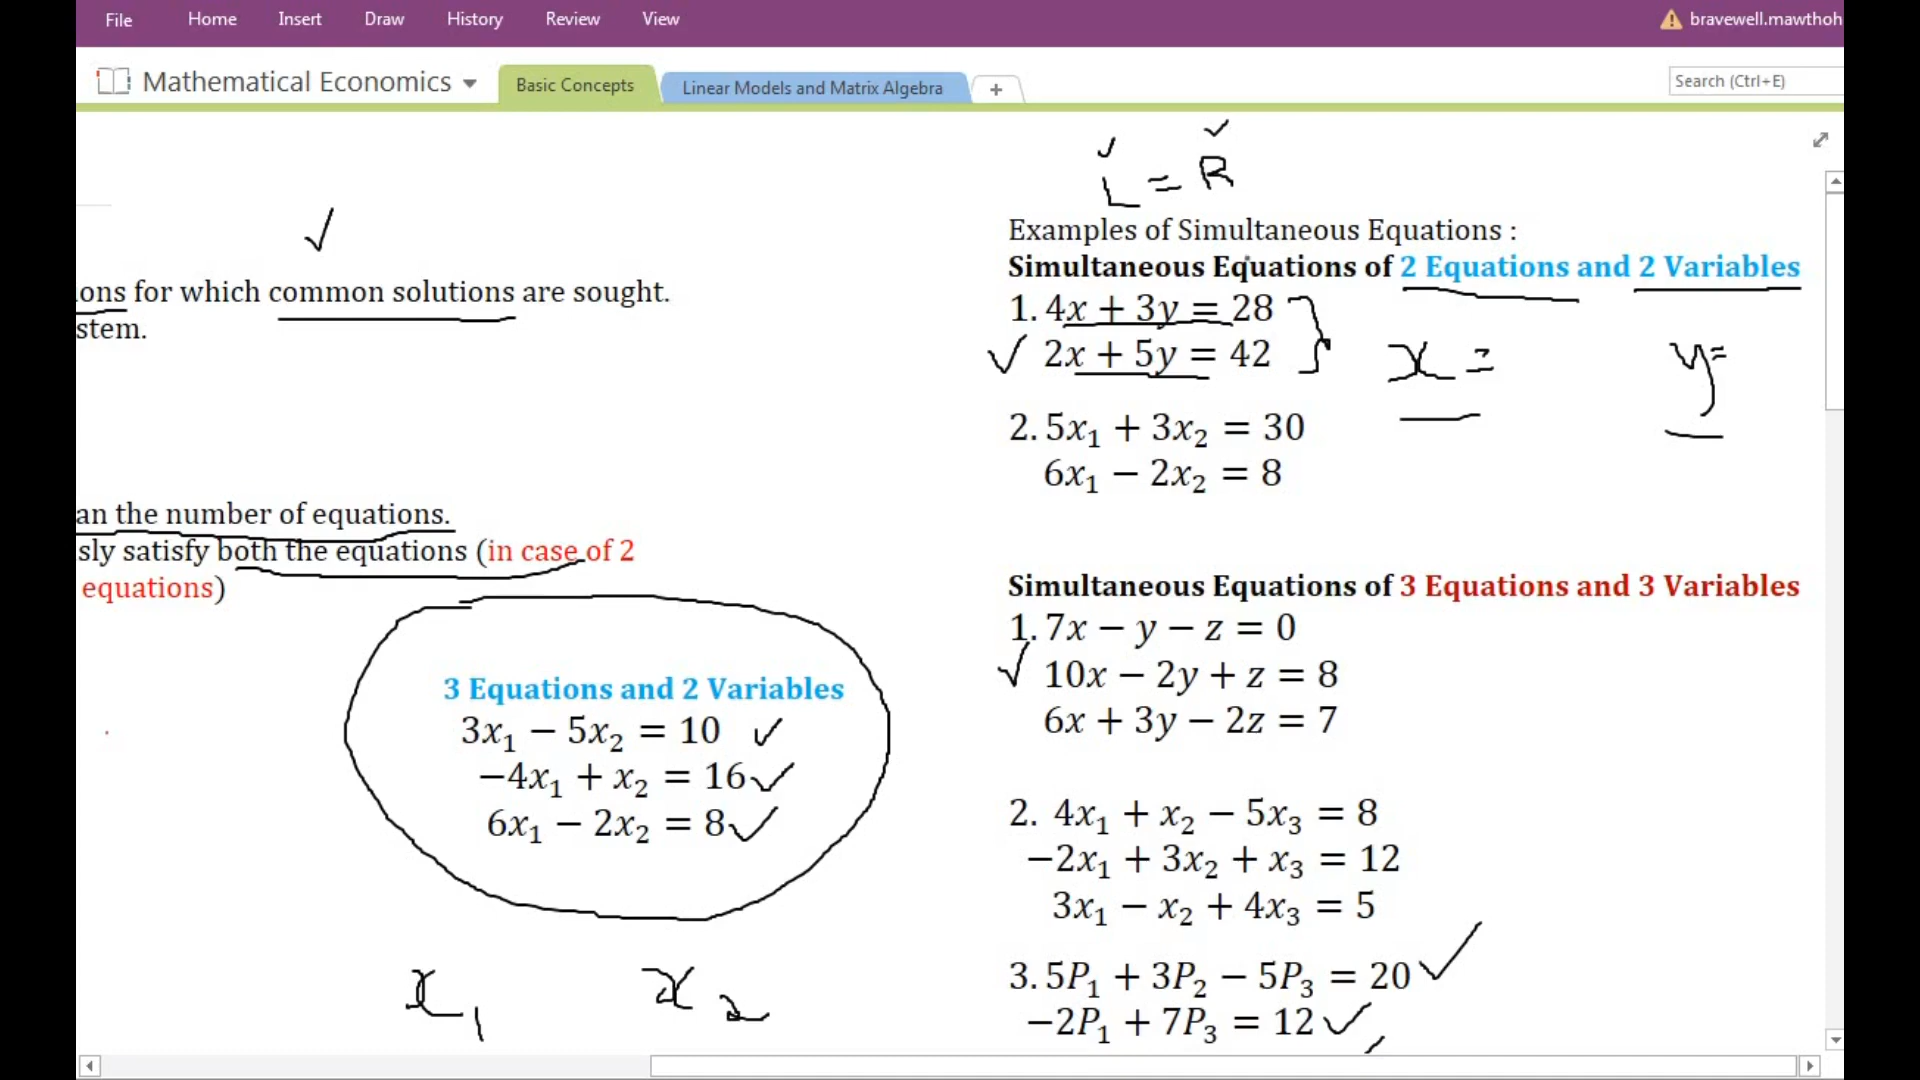 File Home Insert Draw History Review View
bravewell.mawthoh
Mathematical Economics
Basic Concepts
Linear Models and Matrix Algebra
+
Search (Ctrl+E)
L = R
ions for which common solutions are sought.
stem.
an the number of equations.
sly satisfy both the equations (in case of 2
equations)
3 Equations and 2 Variables
3x₁ − 5x₂ = 10
−4x₁ + x₂ = 16
6x₁ − 2x₂ = 8
x₁ x₂
Examples of Simultaneous Equations :
Simultaneous Equations of 2 Equations and 2 Variables
1. 4x + 3y = 28
2x + 5y = 42
x = y=
2. 5x₁ + 3x₂ = 30
6x₁ − 2x₂ = 8
Simultaneous Equations of 3 Equations and 3 Variables
1. 7x − y − z = 0
10x − 2y + z = 8
6x + 3y − 2z = 7
2. 4x₁ + x₂ − 5x₃ = 8
−2x₁ + 3x₂ + x₃ = 12
3x₁ − x₂ + 4x₃ = 5
3. 5P₁ + 3P₂ − 5P₃ = 20
−2P₁ + 7P₃ = 12